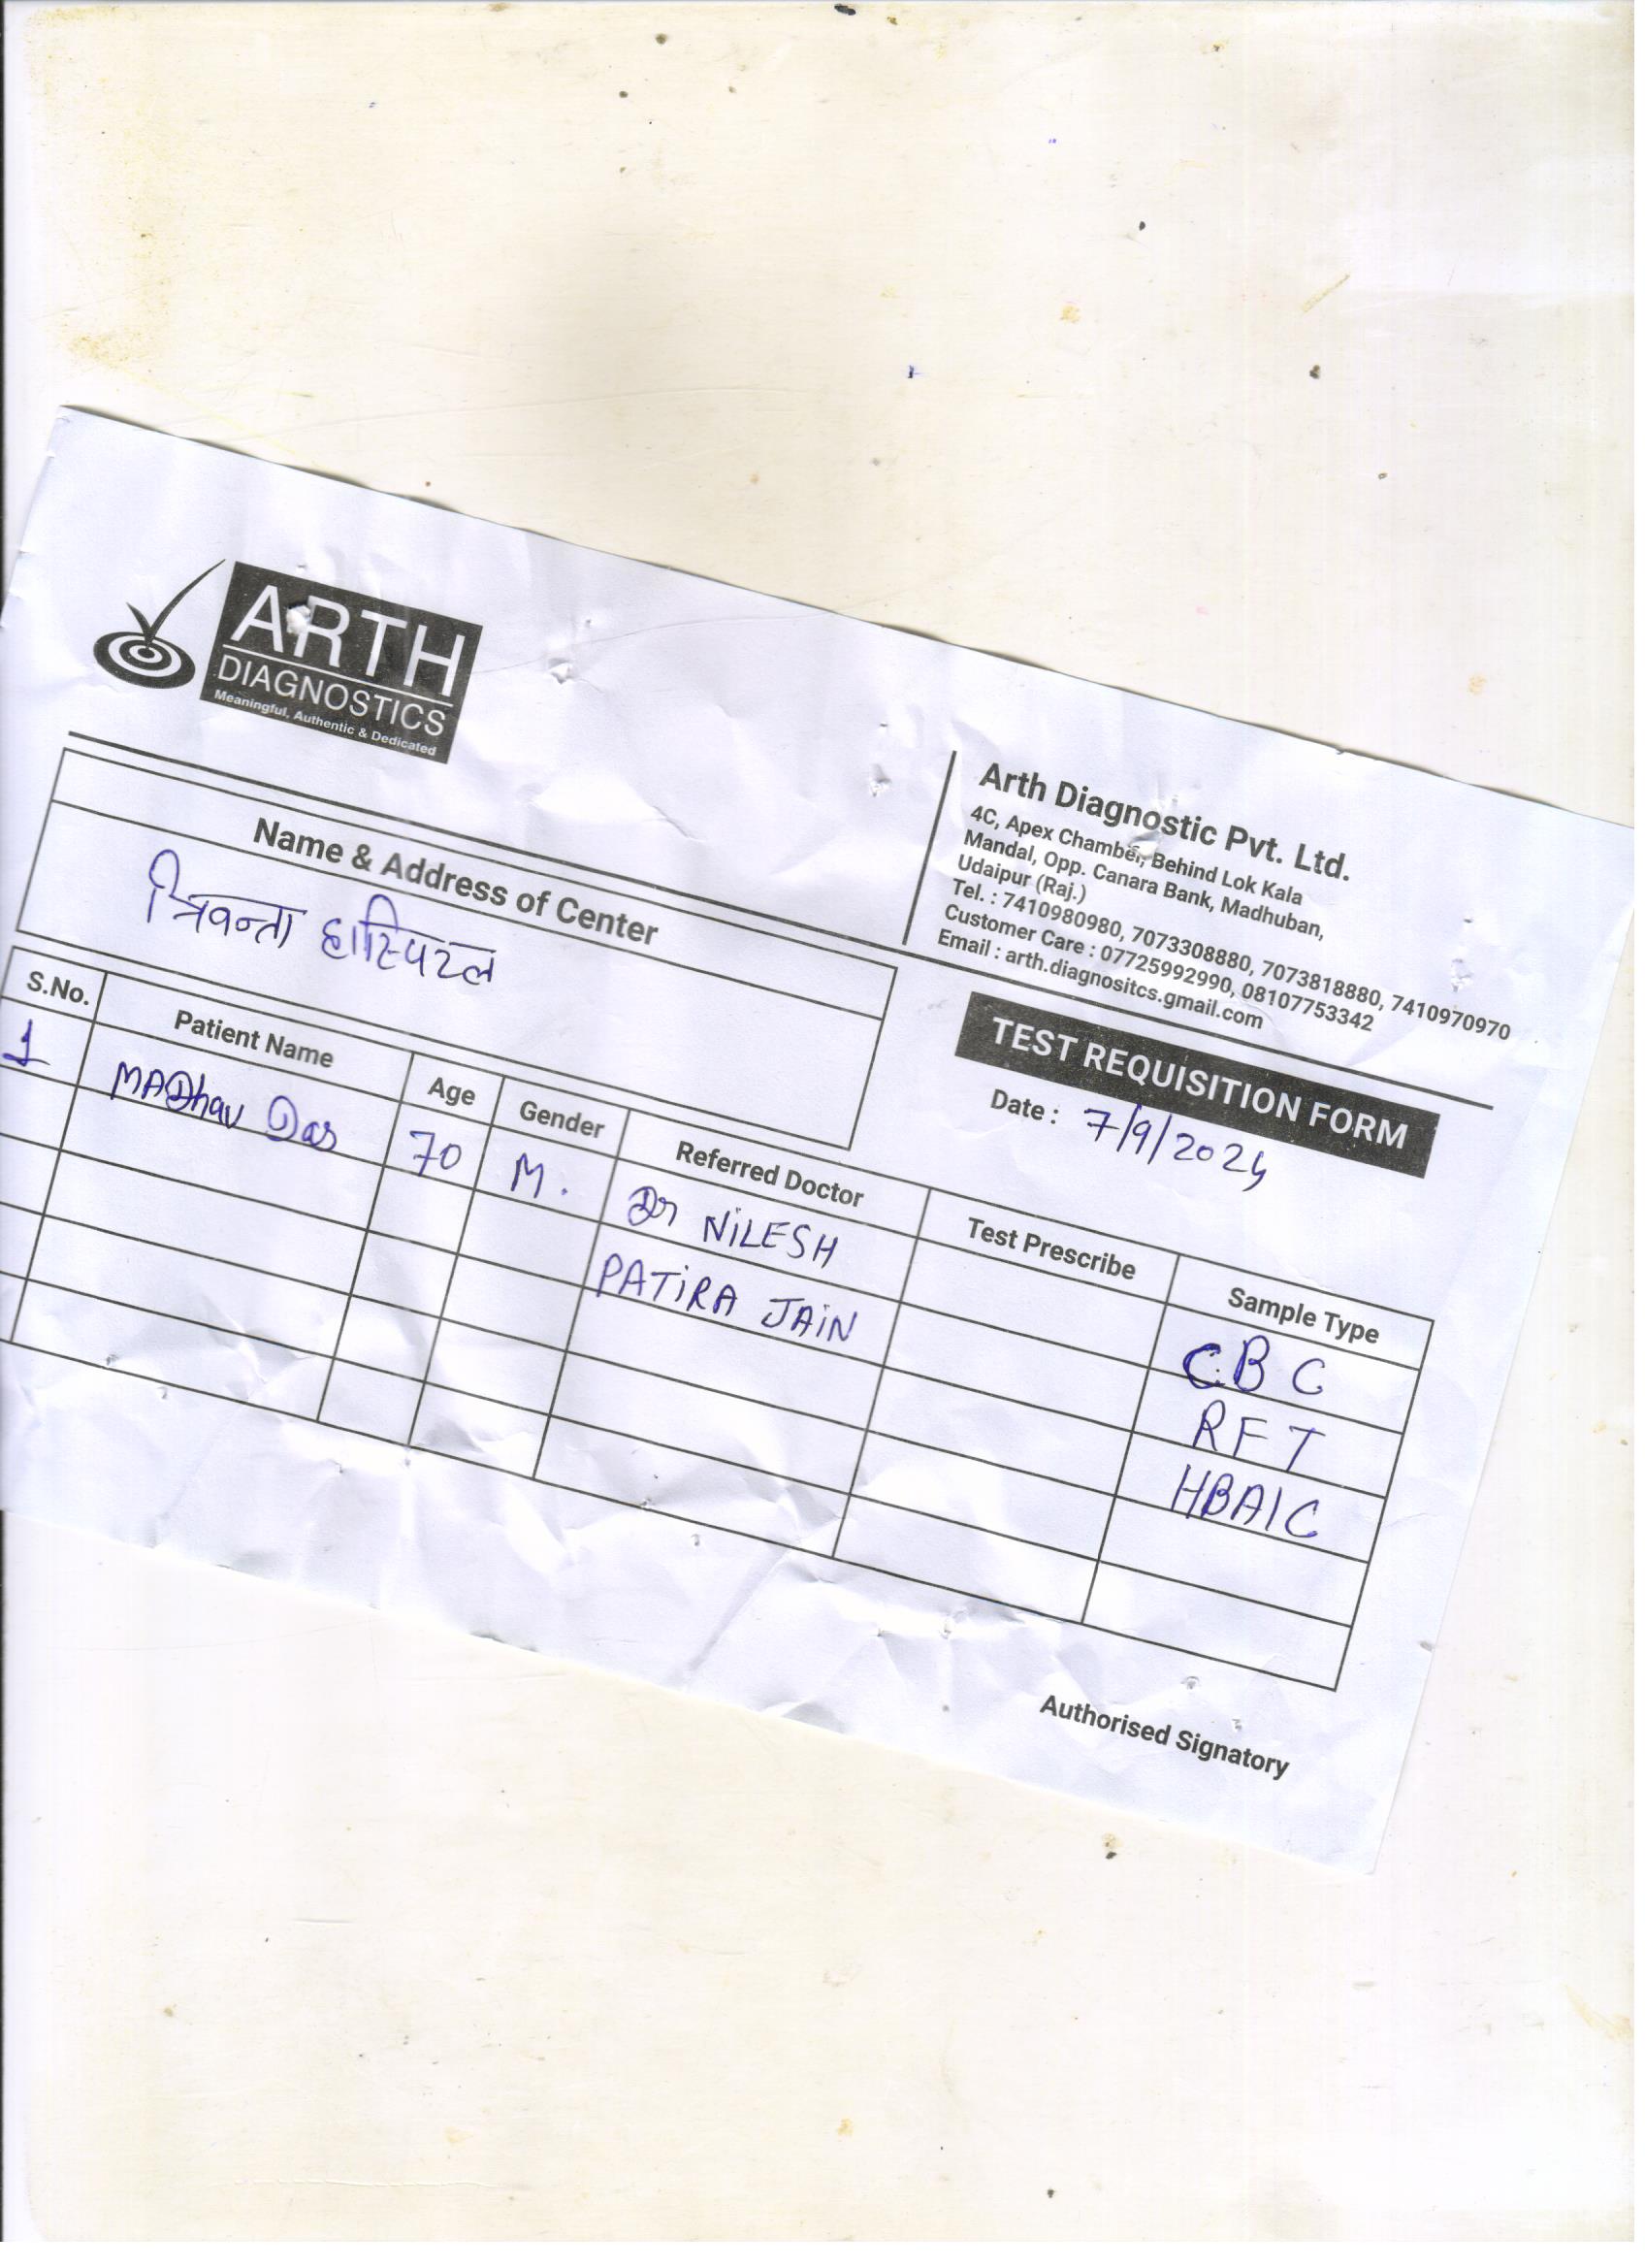 ARTH
DIAGNOSTICS
Meaningful, Authentic & Dedicated
Arth Diagnostic Pvt. Ltd.
4C, Apex Chamber, Behind Lok Kala
Mandal, Opp. Canara Bank, Madhuban,
Udaipur (Raj.)
Tel. : 7410980980, 7073308880, 7073818880, 7410970970
Customer Care : 07725992990, 08107753342
Email : arth.diagnositcs.gmail.com
Name & Address of Center
हास्पिटल
TEST REQUISITION FORM
Date : 7/9/2024
S.No. Patient Name Age Gender Referred Doctor Test Prescribe Sample Type
1 MADhav Das 70 M. Dr NiLESH CBC
PATiRA JAiN RFT
HBA1C
Authorised Signatory